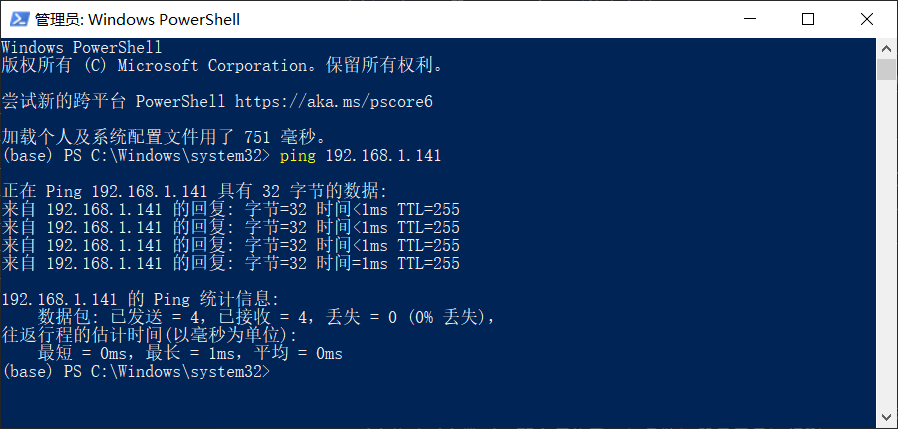 管理员: Windows PowerShell
Windows PowerShell
版权所有 (C) Microsoft Corporation。保留所有权利。
尝试新的跨平台 PowerShell https://aka.ms/pscore6
加载个人及系统配置文件用了 751 毫秒。
(base) PS C:\Windows\system32> ping 192.168.1.141
正在 Ping 192.168.1.141 具有 32 字节的数据:
来自 192.168.1.141 的回复: 字节=32 时间<1ms TTL=255
来自 192.168.1.141 的回复: 字节=32 时间<1ms TTL=255
来自 192.168.1.141 的回复: 字节=32 时间<1ms TTL=255
来自 192.168.1.141 的回复: 字节=32 时间=1ms TTL=255
192.168.1.141 的 Ping 统计信息:
数据包: 已发送 = 4，已接收 = 4，丢失 = 0 (0% 丢失)，
往返行程的估计时间(以毫秒为单位):
最短 = 0ms，最长 = 1ms，平均 = 0ms
(base) PS C:\Windows\system32>